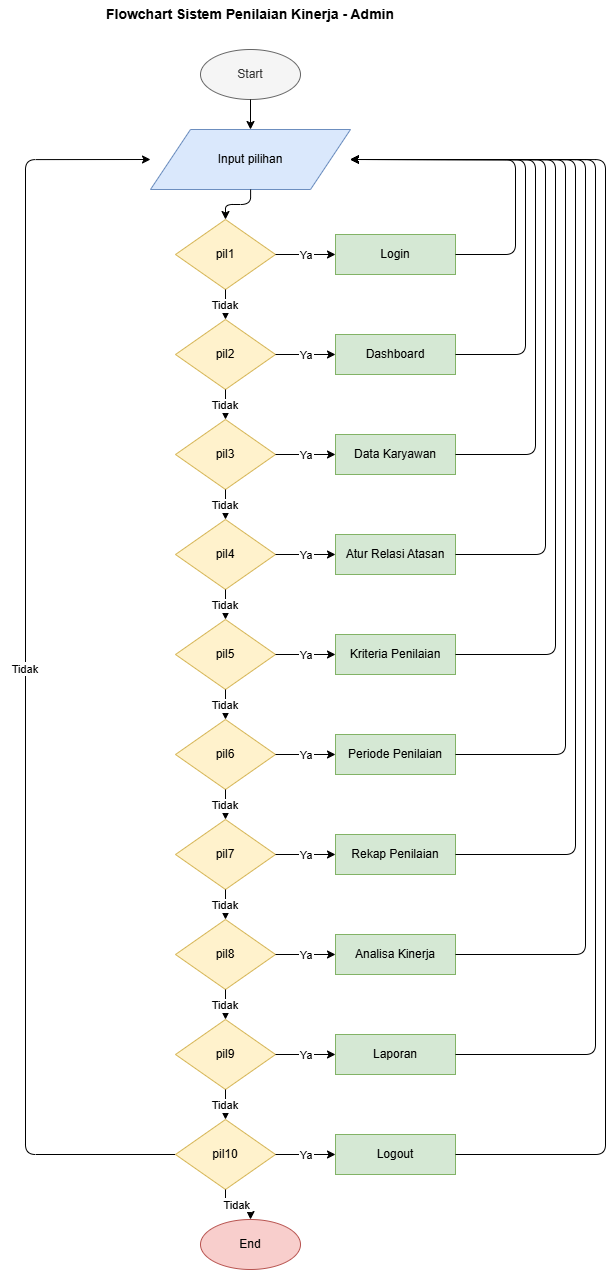 Flowchart Sistem Penilaian Kinerja - Admin
Start
Input pilihan
pil1
Ya
Login
Tidak
pil2
Ya
Dashboard
Tidak
pil3
Ya
Data Karyawan
Tidak
pil4
Ya
Atur Relasi Atasan
Tidak
pil5
Ya
Kriteria Penilaian
Tidak
Tidak
pil6
Ya
Periode Penilaian
Tidak
pil7
Ya
Rekap Penilaian
Tidak
pil8
Ya
Analisa Kinerja
Tidak
pil9
Ya
Laporan
Tidak
pil10
Ya
Logout
Tidak
End